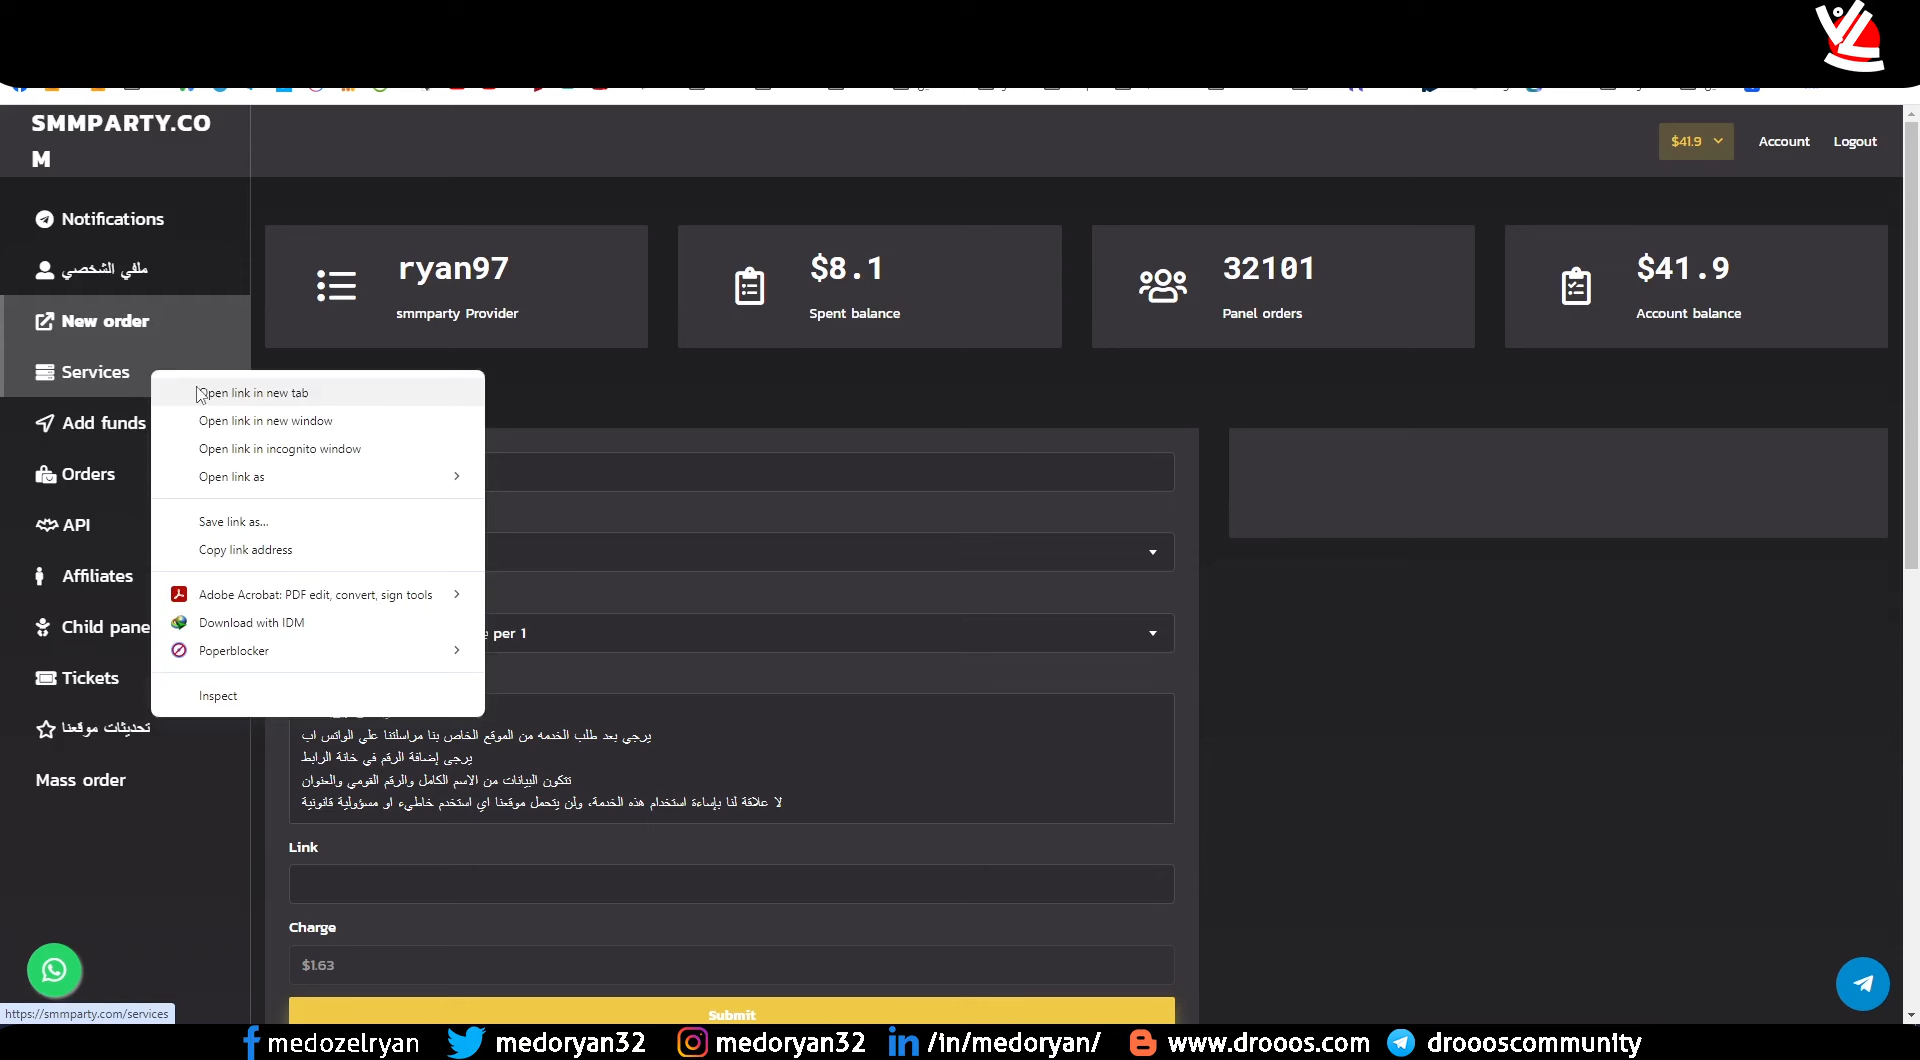 SMMPARTY.CO
M
$41.9
Account
Logout
Notifications
ملفي الشخصي
New order
Services
Add funds
Orders
API
Affiliates
Child pane
Tickets
تحديثات موقعنا
Mass order
ryan97
smmparty Provider
$8.1
Spent balance
32101
Panel orders
$41.9
Account balance
Open link in new tab
Open link in new window
Open link in incognito window
Open link as
Save link as...
Copy link address
Adobe Acrobat: PDF edit, convert, sign tools
Download with IDM
Poperblocker
Inspect
per 1
يرجي بعد طلب الخدمه من الموقع الخاص بنا مراسلتنا علي الواتس اب
يرجى إضافة الرقم في خانة الرابط
تتكون البيانات من الاسم الكامل والرقم القومي والعنوان
لا علاقة لنا بإساءة استخدام هذه الخدمة، ولن يتحمل موقعنا اي استخدم خاطيء او مسؤولية قانونية
Link
Charge
$1.63
Submit
https://smmparty.com/services
medozelryan
medoryan32
medoryan32
/in/medoryan/
www.drooos.com
droooscommunity